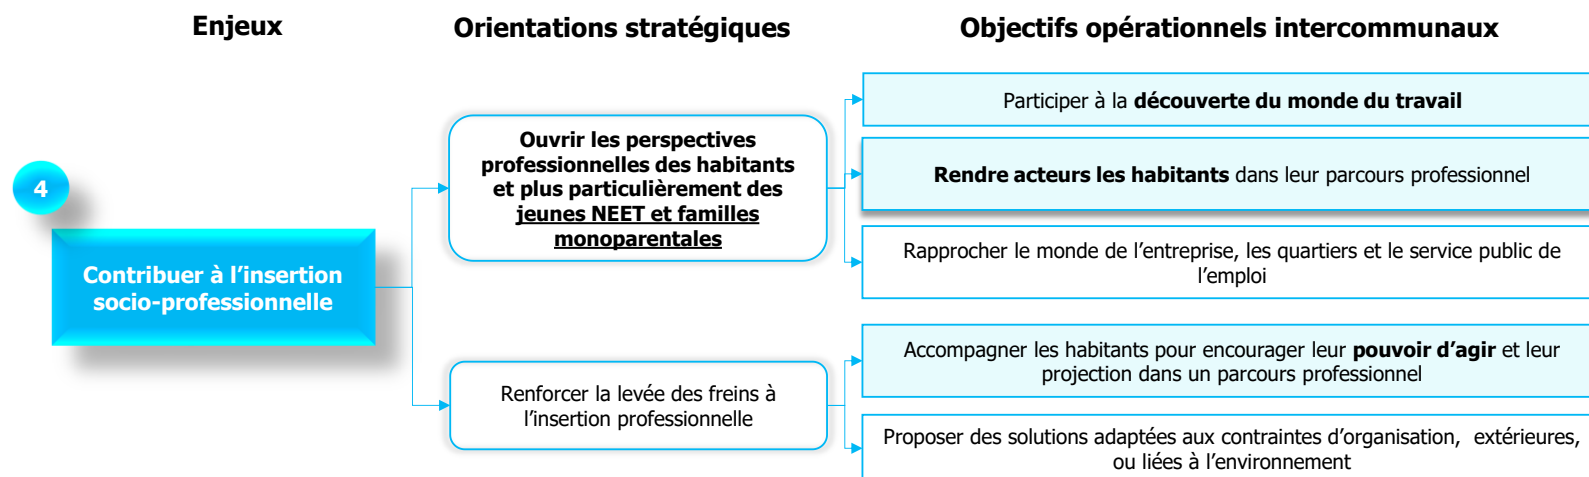 Enjeux
Orientations stratégiques
Objectifs opérationnels intercommunaux
4
Contribuer à l’insertion
socio-professionnelle
Ouvrir les perspectives
professionnelles des habitants
et plus particulièrement des
jeunes NEET et familles
monoparentales
Participer à la découverte du monde du travail
Rendre acteurs les habitants dans leur parcours professionnel
Rapprocher le monde de l’entreprise, les quartiers et le service public de
l’emploi
Renforcer la levée des freins à
l’insertion professionnelle
Accompagner les habitants pour encourager leur pouvoir d’agir et leur
projection dans un parcours professionnel
Proposer des solutions adaptées aux contraintes d’organisation, extérieures,
ou liées à l’environnement